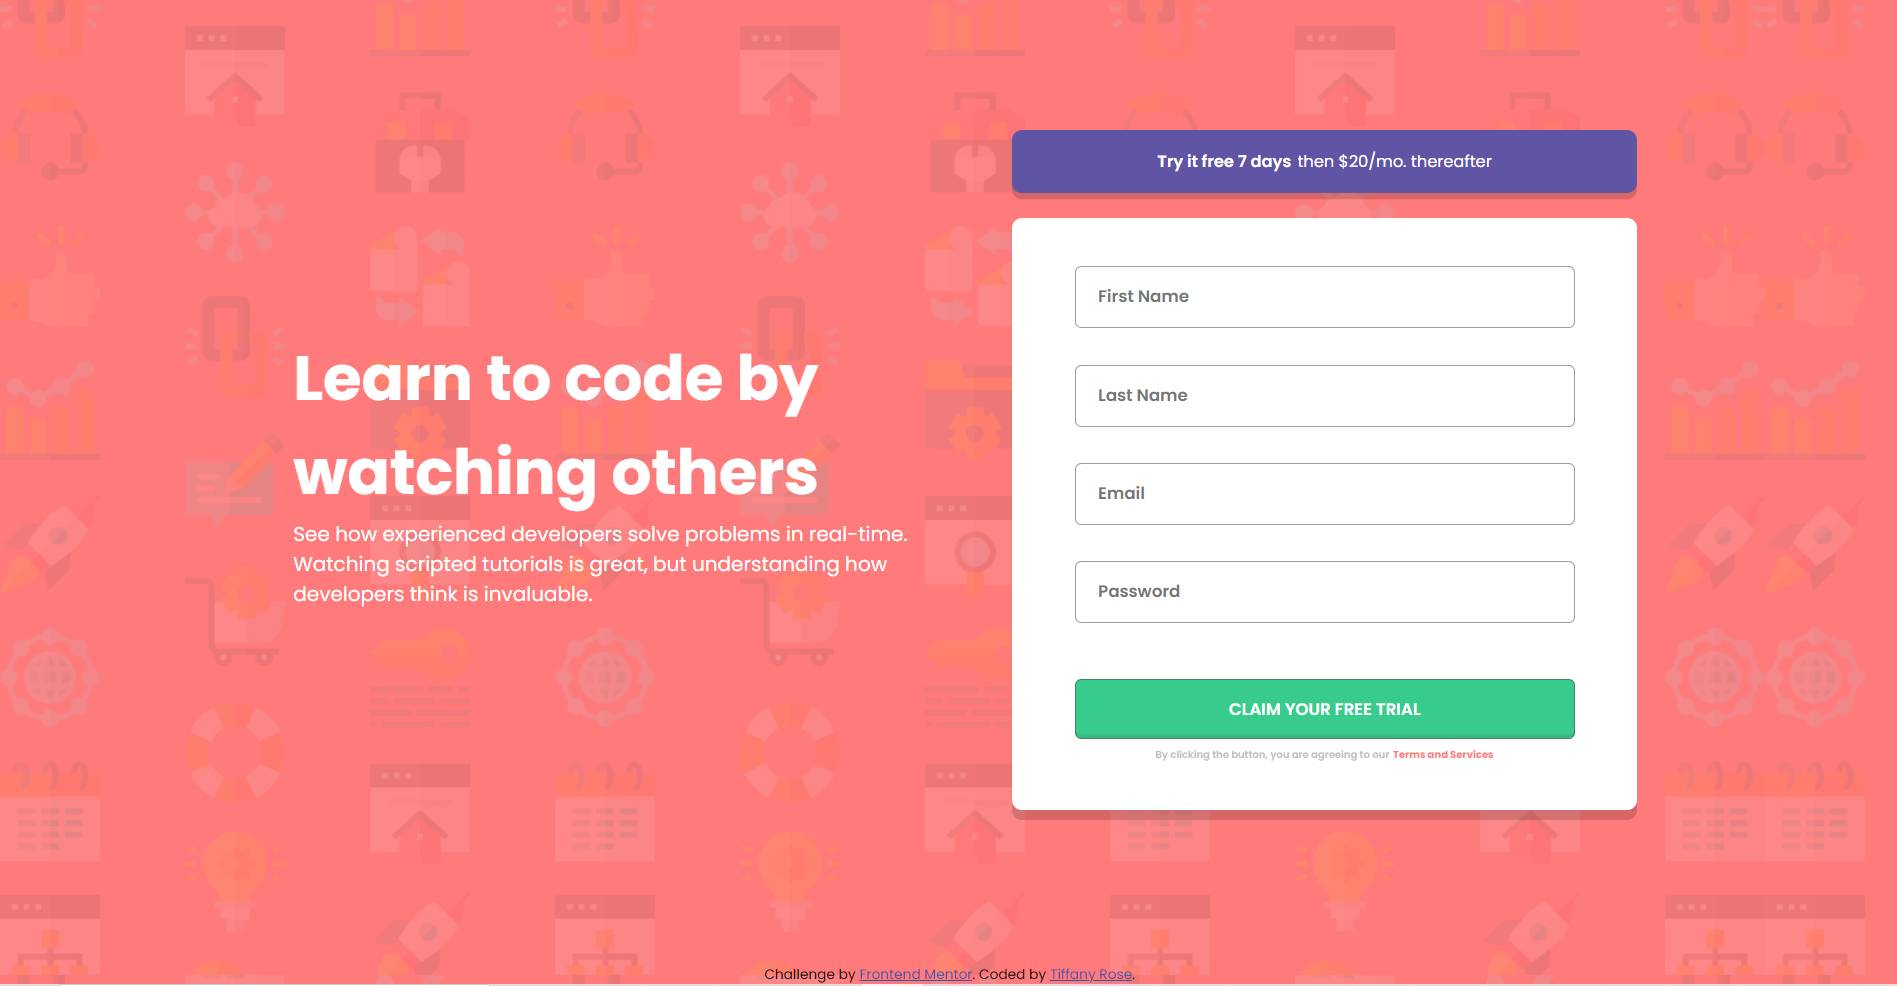 Learn to code by
watching others
See how experienced developers solve problems in real-time.
Watching scripted tutorials is great, but understanding how
developers think is invaluable.
Try it free 7 days then $20/mo. thereafter
First Name
Last Name
Email
Password
CLAIM YOUR FREE TRIAL
By clicking the button, you are agreeing to our Terms and Services
Challenge by Frontend Mentor. Coded by Tiffany Rose.